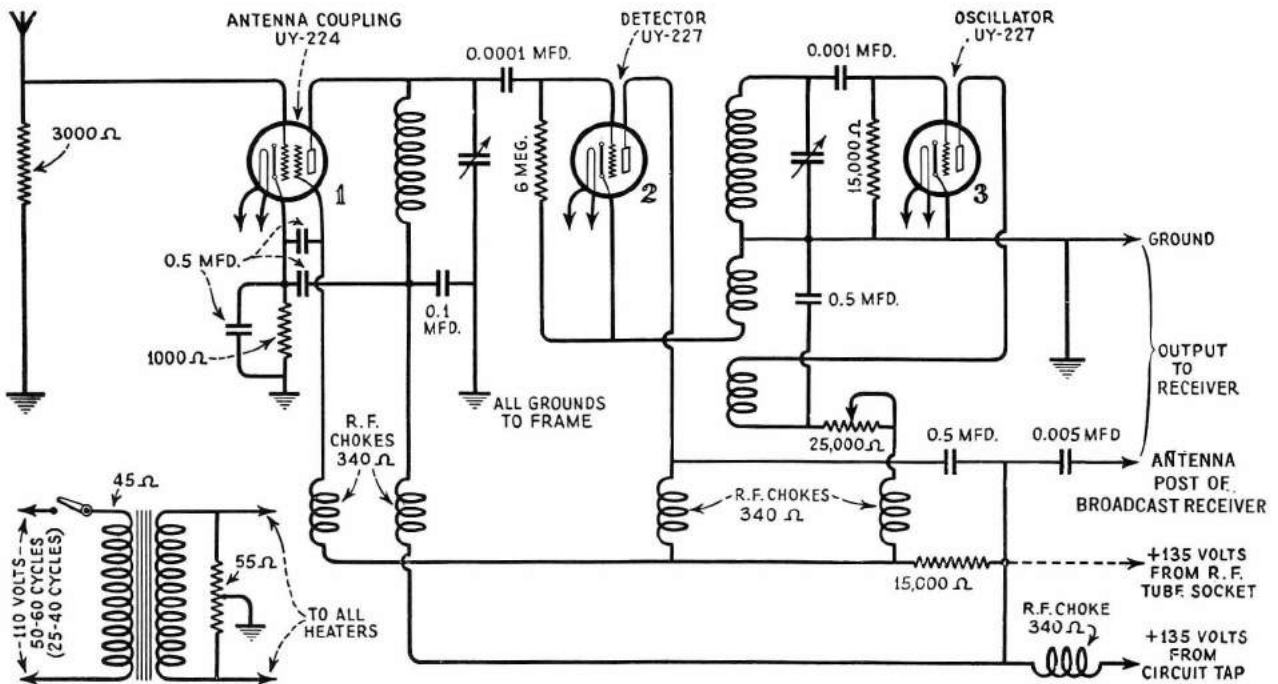 ANTENNA COUPLING
UY-224
DETECTOR
UY-227
OSCILLATOR
UY-227
0.0001 MFD.
0.001 MFD.
3000 Ω
1
6 MEG.
2
15,000 Ω
3
GROUND
0.5 MFD.
0.1
MFD.
0.5 MFD.
1000 Ω
OUTPUT
TO
RECEIVER
ALL GROUNDS
TO FRAME
R.F.
CHOKES
340 Ω
25,000 Ω
0.5 MFD.
0.005 MFD
ANTENNA
POST OF
BROADCAST RECEIVER
45 Ω
R.F. CHOKES
340 Ω
110 VOLTS
50-60 CYCLES
(25-40 CYCLES)
55 Ω
TO ALL
HEATERS
15,000 Ω
+135 VOLTS
FROM R.F.
TUBE SOCKET
R.F. CHOKE
340 Ω
+135 VOLTS
FROM
CIRCUIT TAP